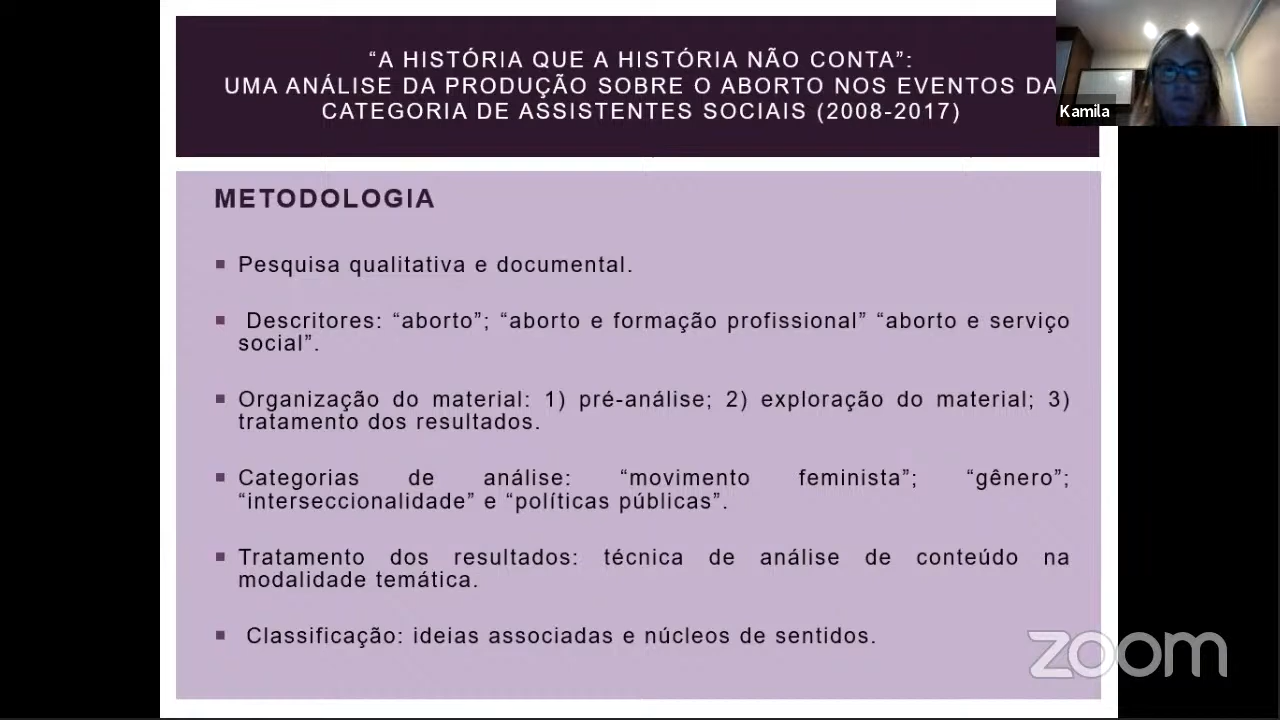 “A HISTÓRIA QUE A HISTÓRIA NÃO CONTA”:
UMA ANÁLISE DA PRODUÇÃO SOBRE O ABORTO NOS EVENTOS DA
CATEGORIA DE ASSISTENTES SOCIAIS (2008-2017)
Kamila
METODOLOGIA
▪ Pesquisa qualitativa e documental.
▪ Descritores: “aborto”; “aborto e formação profissional” “aborto e serviço
social”.
▪ Organização do material: 1) pré-análise; 2) exploração do material; 3)
tratamento dos resultados.
▪ Categorias de análise: “movimento feminista”; “gênero”;
“interseccionalidade” e “políticas públicas”.
▪ Tratamento dos resultados: técnica de análise de conteúdo na
modalidade temática.
▪ Classificação: ideias associadas e núcleos de sentidos.
zoom